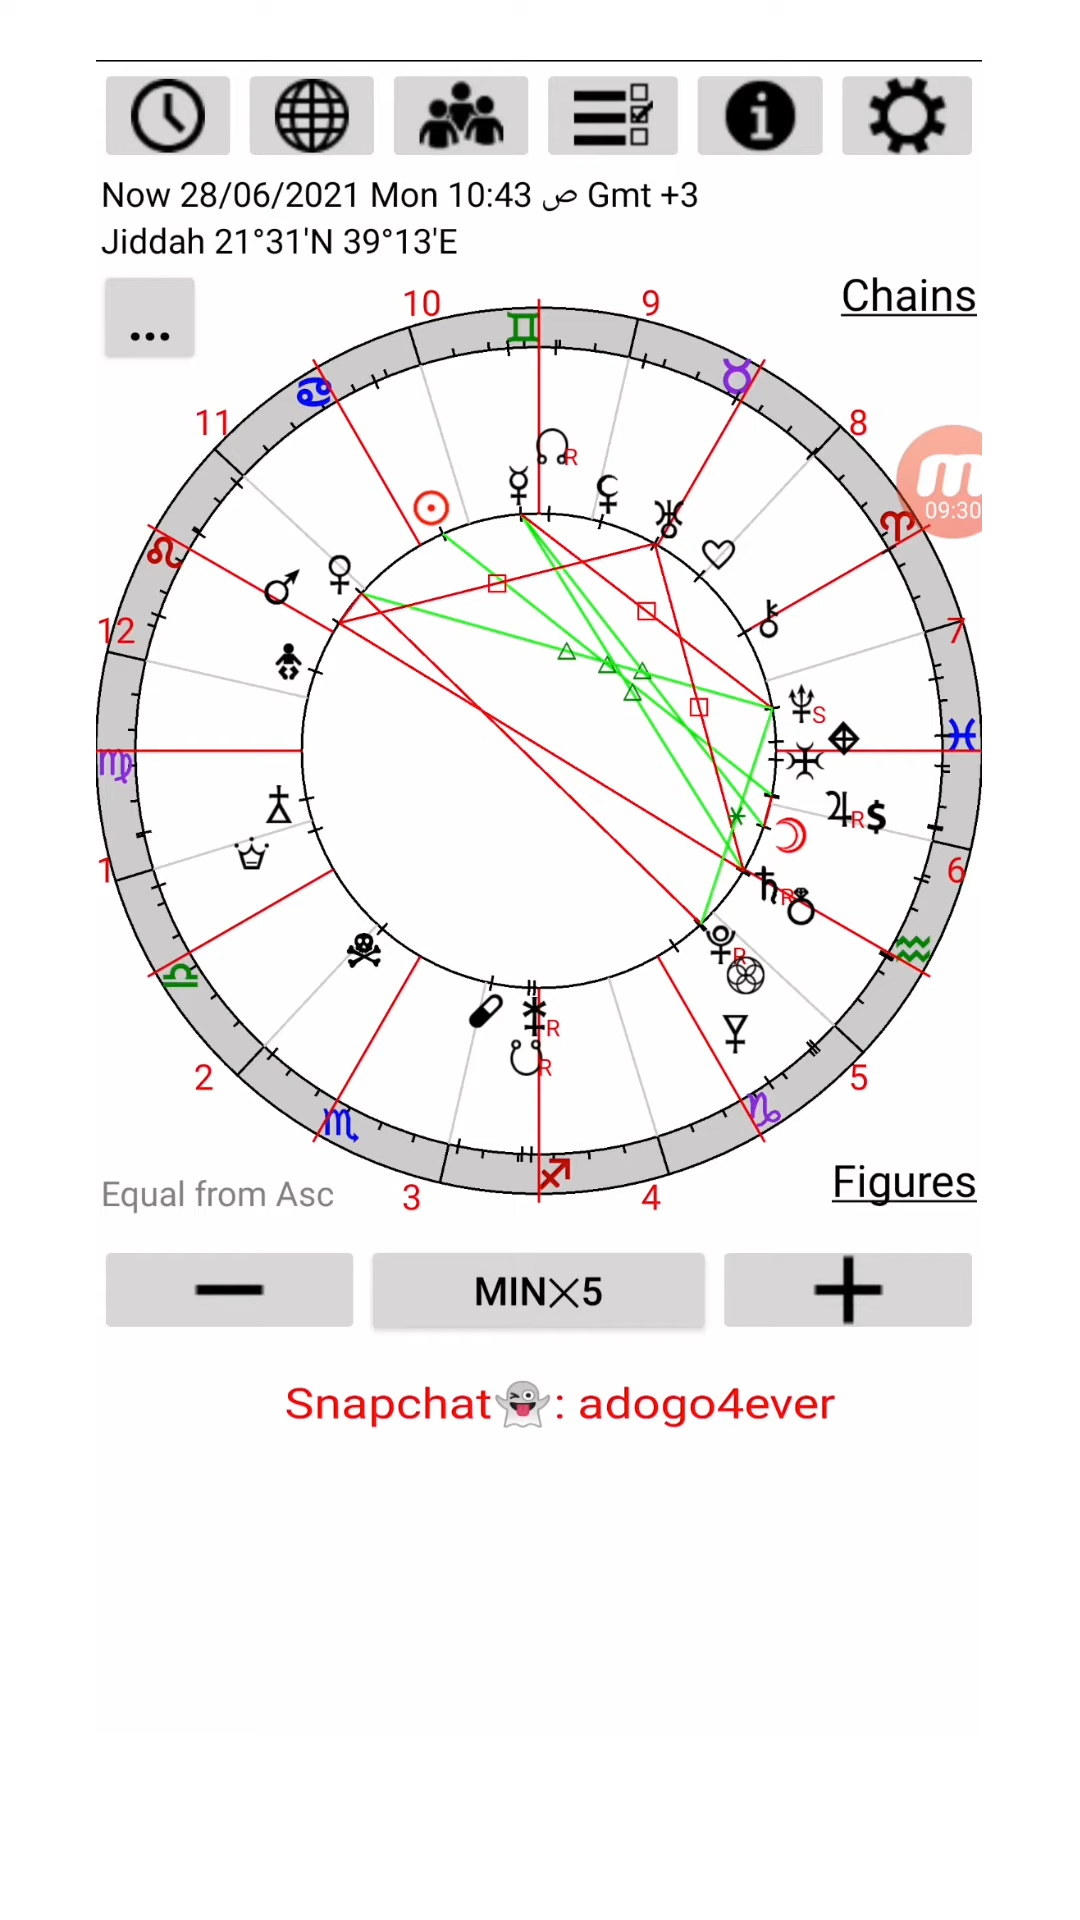 Now 28/06/2021 Mon 10:43 ص Gmt +3
Jiddah 21°31'N 39°13'E
...
Chains
10
9
11
8
09:30
12
7
R
S
R
R
R
1
6
R
R
2
5
3
4
Equal from Asc
Figures
MIN×5
Snapchat👻: adogo4ever